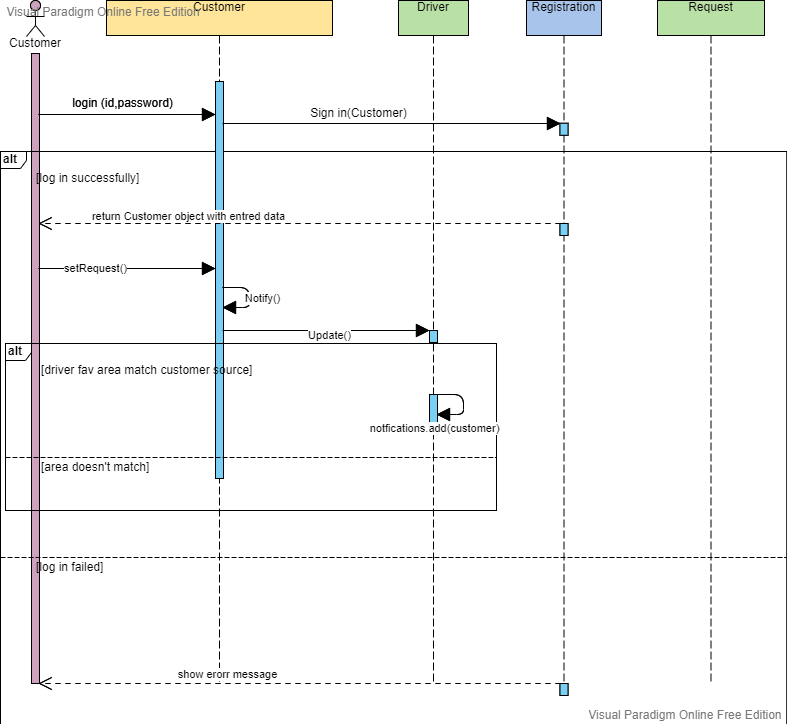 Visual Paradigm Online Free Edition
Customer
Driver
Registration
Request
Customer
login (id,password)
Sign in(Customer)
alt
[log in successfully]
return Customer object with entred data
setRequest()
Notify()
Update()
alt
[driver fav area match customer source]
notfications.add(customer)
[area doesn't match]
[log in failed]
show erorr message
Visual Paradigm Online Free Edition